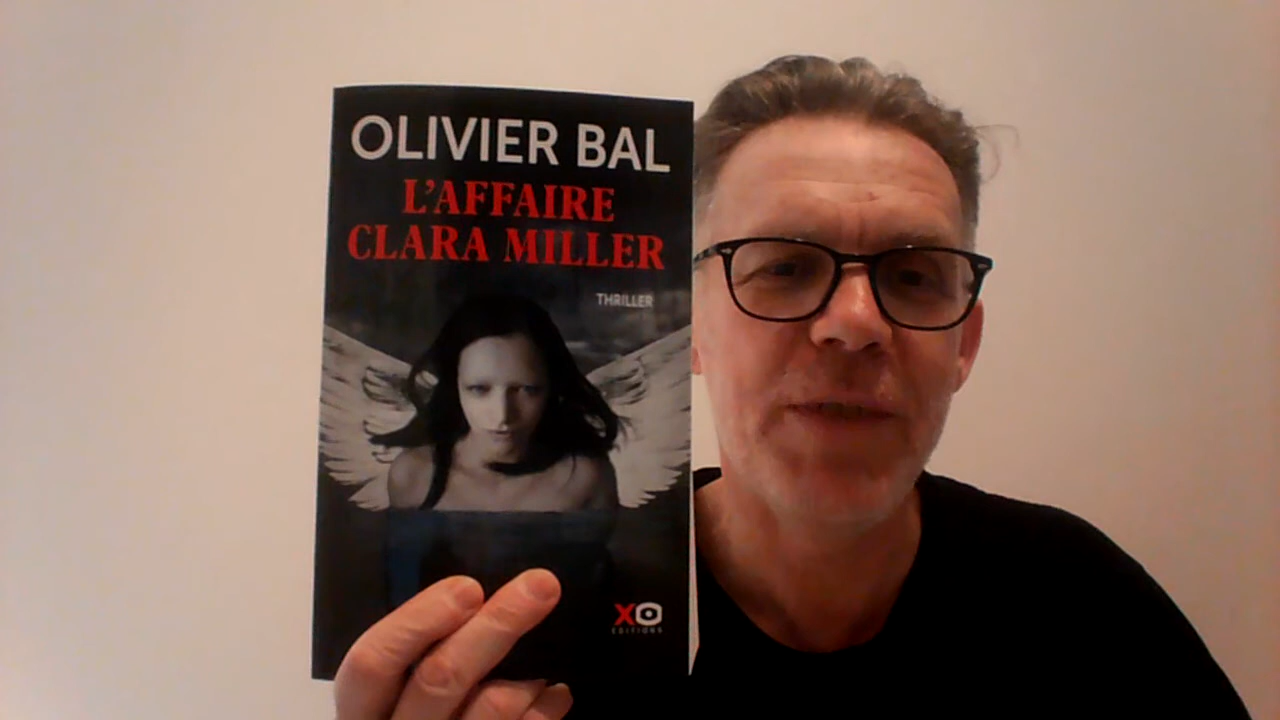 OLIVIER BAL
L'AFFAIRE
CLARA MILLER
THRILLER
XO
EDITIONS